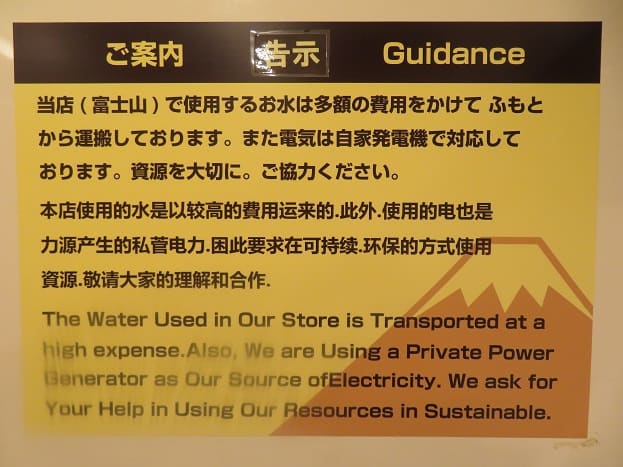 ご案内 告示 Guidance
当店(富士山)で使用するお水は多額の費用をかけて ふもと
から運搬しております。また電気は自家発電機で対応して
おります。資源を大切に。ご協力ください。
本店使用的水是以较高的費用运来的.此外.使用的电也是
力源产生的私菅电力.困此要求在可持续.环保的方式使用
資源.敬请大家的理解和合作.
The Water Used in Our Store is Transported at a
high expense.Also, We are Using a Private Power
Generator as Our Source ofElectricity. We ask for
Your Help in Using Our Resources in Sustainable.